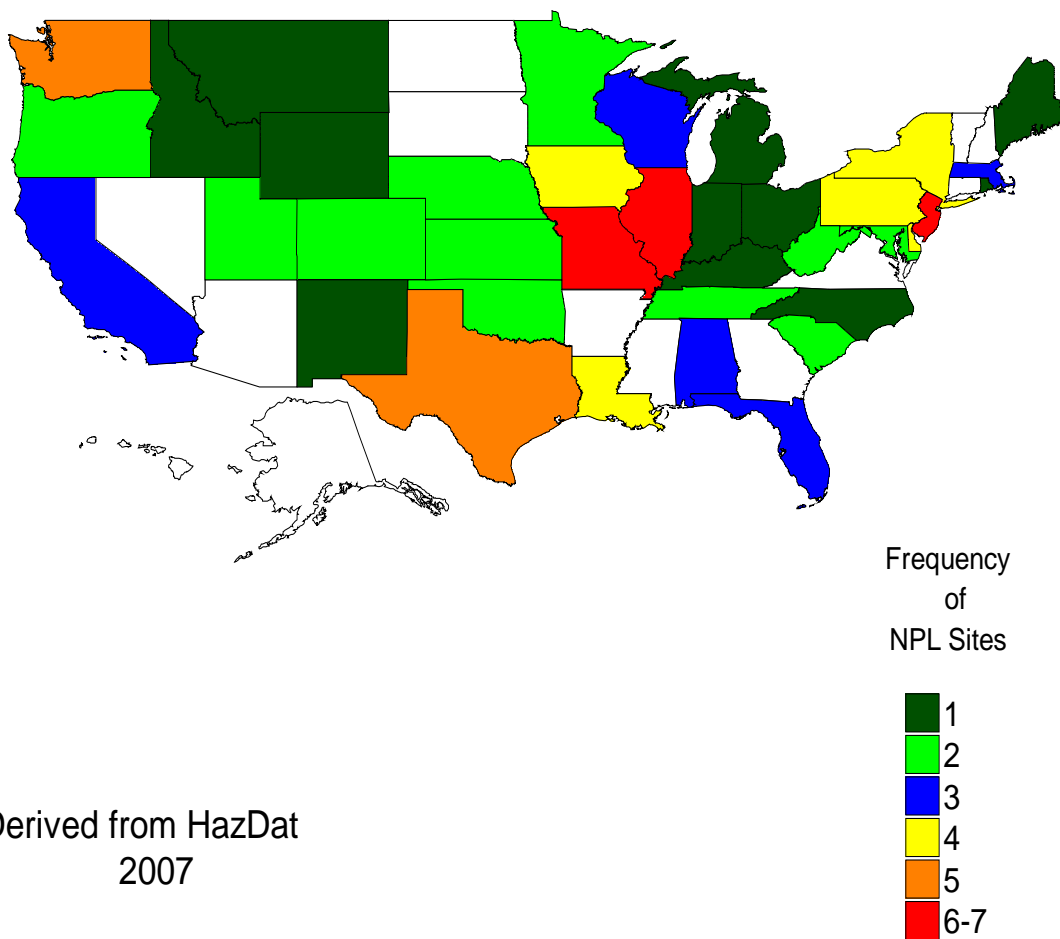 Frequency
of
NPL Sites
1
2
3
4
5
6-7
Derived from HazDat
2007